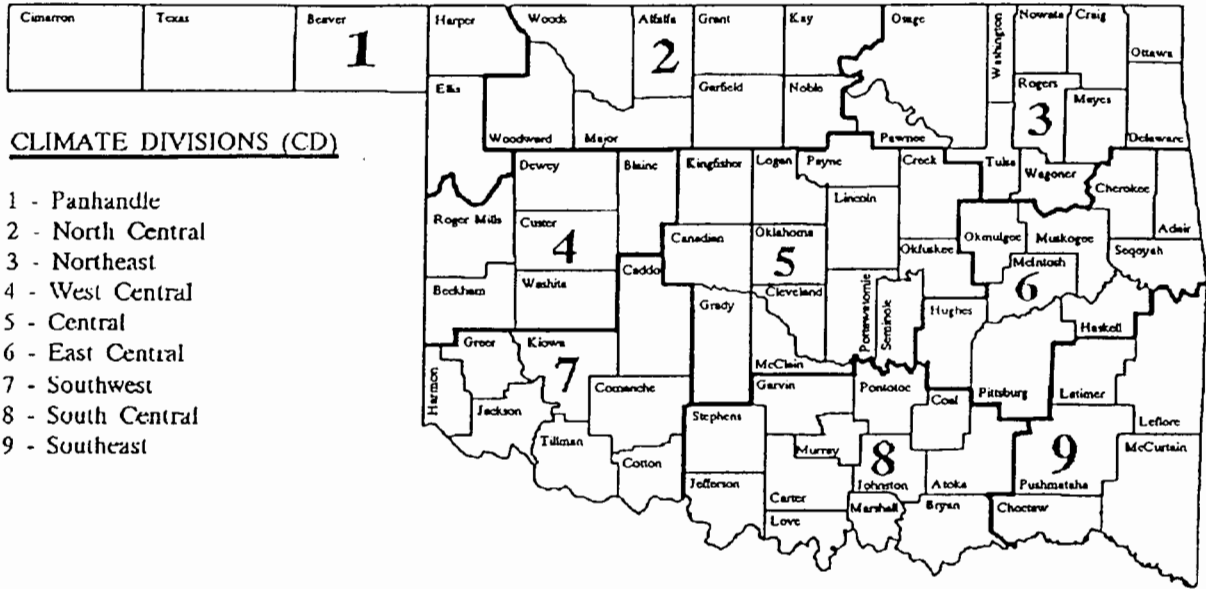 Cimarron Texas Beaver Harper Woods Alfalfa Grant Kay Osage Washington Nowata Craig Ottawa
1 2
Ellis Garfield Noble Rogers Mayes
3
Woodward Major Pawnee Delaware
CLIMATE DIVISIONS (CD)
Dewey Blaine Kingfisher Logan Payne Creek Tulsa Wagoner Cherokee
1 - Panhandle
2 - North Central
3 - Northeast
4 - West Central
5 - Central
6 - East Central
7 - Southwest
8 - South Central
9 - Southeast
Lincoln
Roger Mills Custer Canadian Oklahoma Okfuskee Okmulgee Muskogee Adair
4 5 6
Sequoyah
Beckham Washita Caddo Grady Cleveland Pottawatomie Seminole Hughes McIntosh Haskell
Greer Kiowa McClain
7
Harmon Jackson Comanche Garvin Pontotoc Coal Pittsburg Latimer
Stephens Leflore
Tillman Cotton Murray McCurtain
8 9
Jefferson Carter Johnston Atoka Pushmataha
Love Marshall Bryan Choctaw